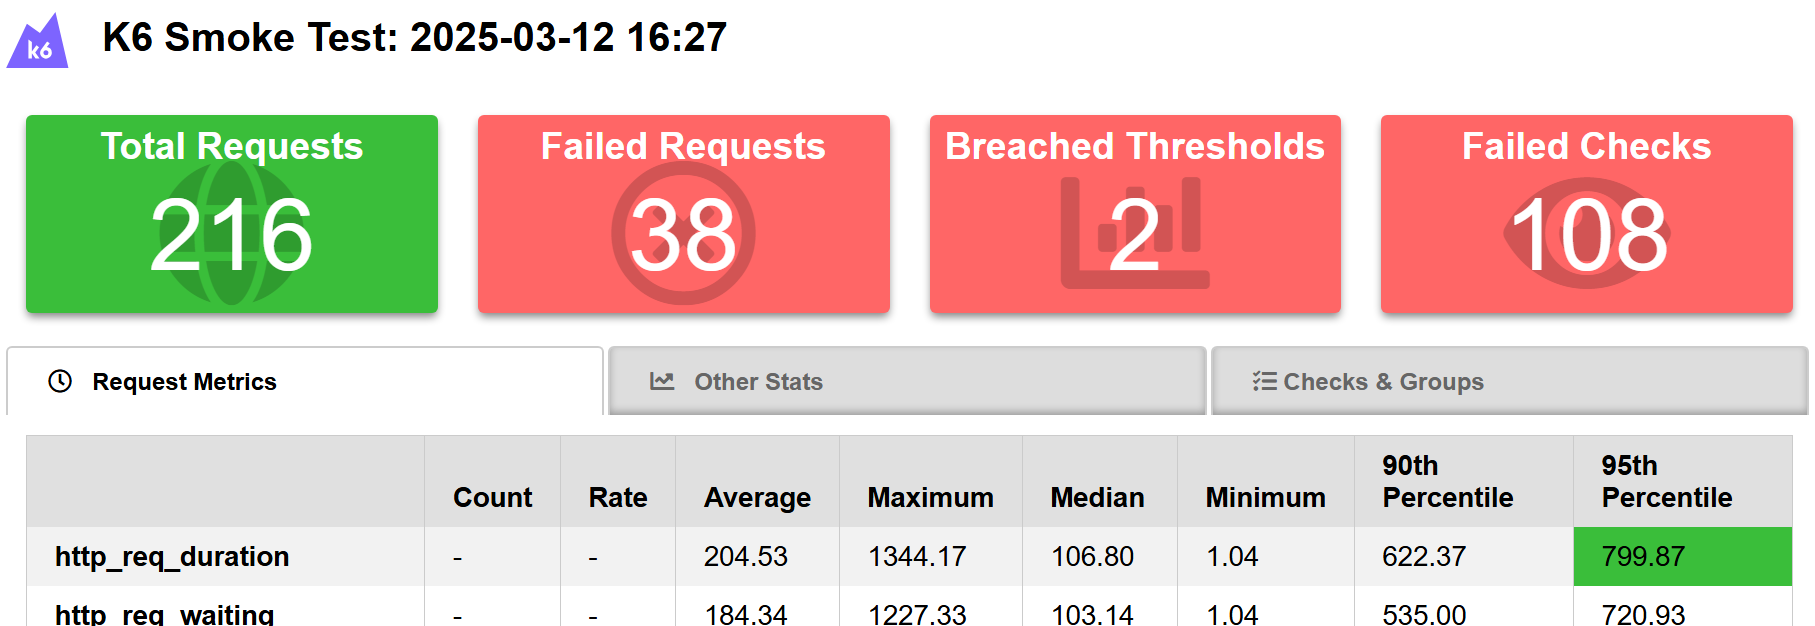 k6
K6 Smoke Test: 2025-03-12 16:27
Total Requests
216
Failed Requests
38
Breached Thresholds
2
Failed Checks
108
Request Metrics
Other Stats
Checks & Groups
Count Rate Average Maximum Median Minimum 90th Percentile 95th Percentile
http_req_duration - - 204.53 1344.17 106.80 1.04 622.37 799.87
http_req_waiting - - 184.34 1227.33 103.14 1.04 535.00 720.93